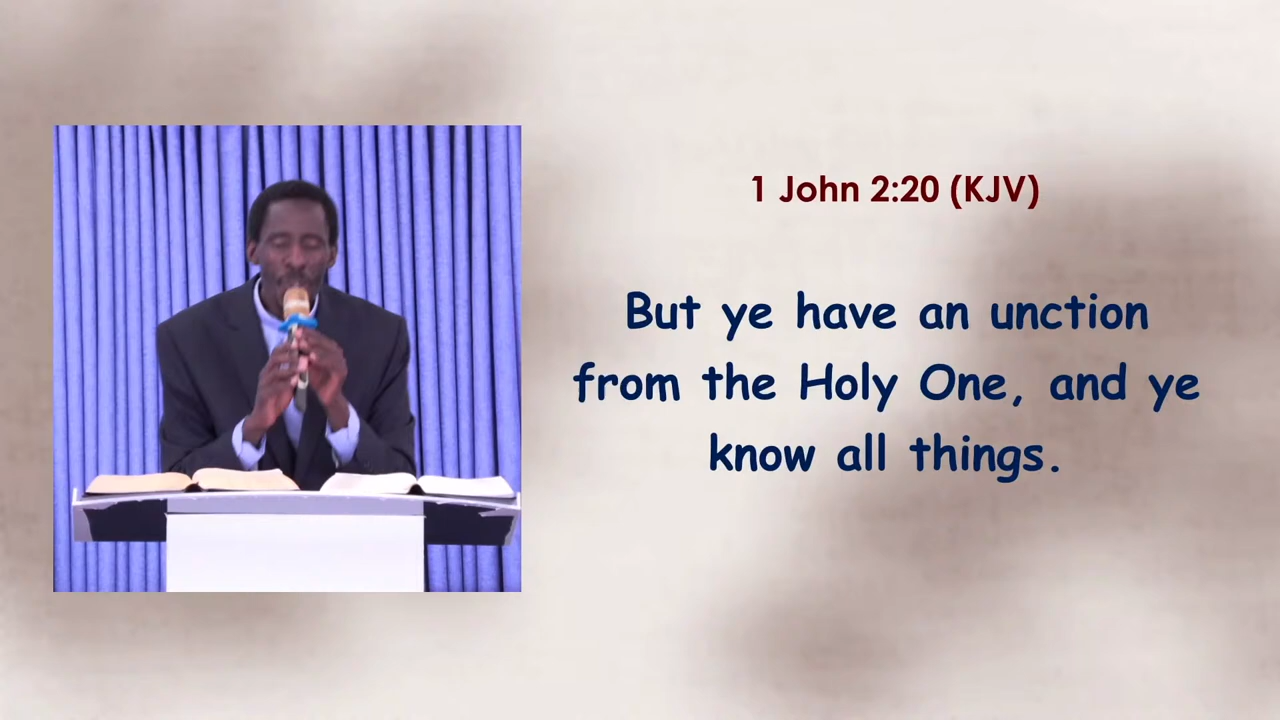 1 John 2:20 (KJV)
But ye have an unction
from the Holy One, and ye
know all things.